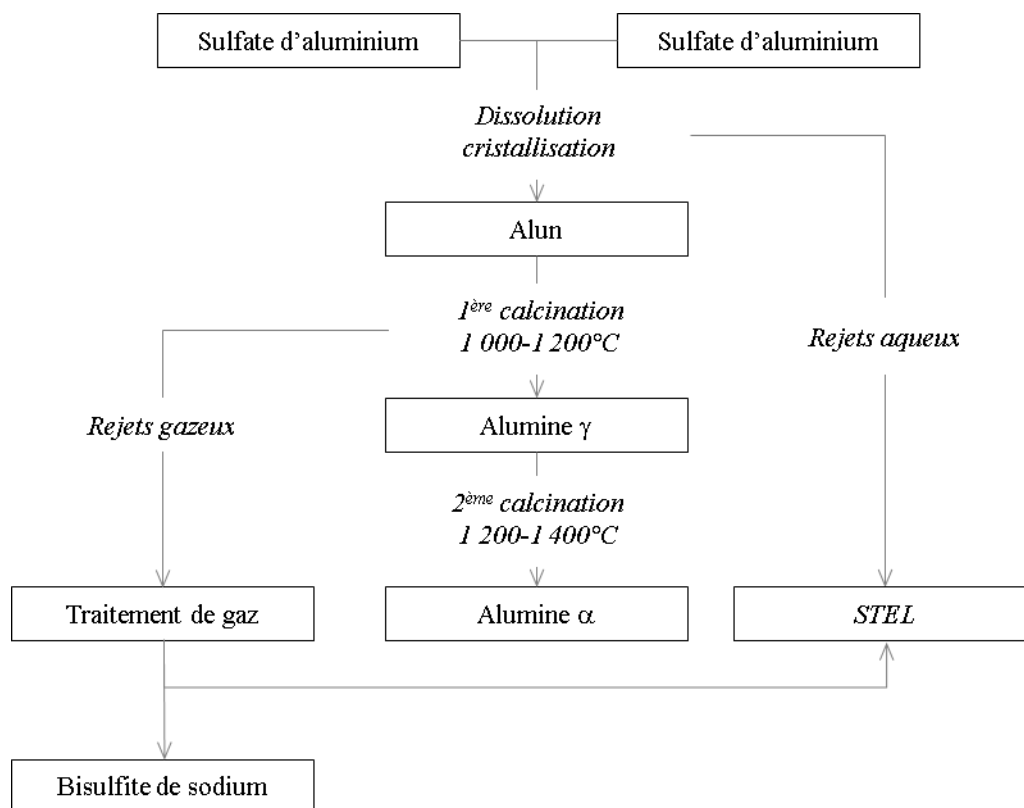 Sulfate d’aluminium
Sulfate d’aluminium
Dissolution
cristallisation
Alun
1ère calcination
1 000-1 200°C
Rejets aqueux
Rejets gazeux
Alumine γ
2ème calcination
1 200-1 400°C
Traitement de gaz
Alumine α
STEL
Bisulfite de sodium